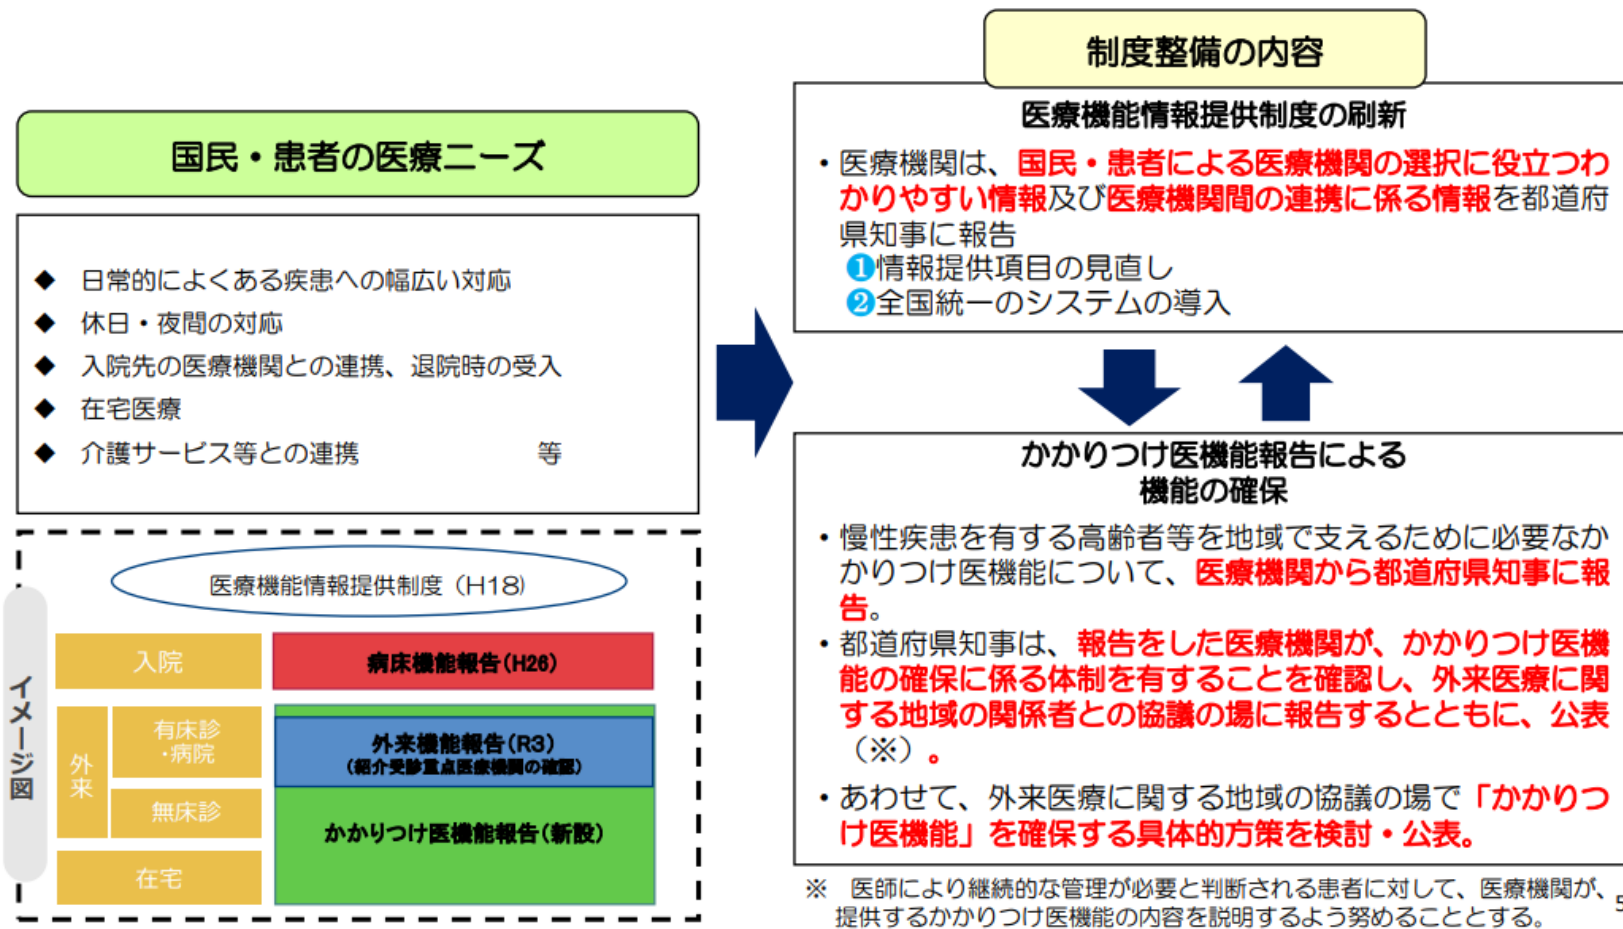 国民・患者の医療ニーズ
◆ 日常的によくある疾患への幅広い対応
◆ 休日・夜間の対応
◆ 入院先の医療機関との連携、退院時の受入
◆ 在宅医療
◆ 介護サービス等との連携 等
イメージ図
医療機能情報提供制度（H18）
入院
病床機能報告（H26）
外来
有床診
・病院
無床診
在宅
外来機能報告（R3）
（紹介受診重点医療機関の確認）
かかりつけ医機能報告（新設）
制度整備の内容
医療機能情報提供制度の刷新
・医療機関は、国民・患者による医療機関の選択に役立つわ
かりやすい情報及び医療機関間の連携に係る情報を都道府
県知事に報告
❶情報提供項目の見直し
❷全国統一のシステムの導入
かかりつけ医機能報告による
機能の確保
・慢性疾患を有する高齢者等を地域で支えるために必要なか
かりつけ医機能について、医療機関から都道府県知事に報
告。
・都道府県知事は、報告をした医療機関が、かかりつけ医機
能の確保に係る体制を有することを確認し、外来医療に関
する地域の関係者との協議の場に報告するとともに、公表
（※）。
・あわせて、外来医療に関する地域の協議の場で「かかりつ
け医機能」を確保する具体的方策を検討・公表。
※ 医師により継続的な管理が必要と判断される患者に対して、医療機関が、
提供するかかりつけ医機能の内容を説明するよう努めることとする。
5